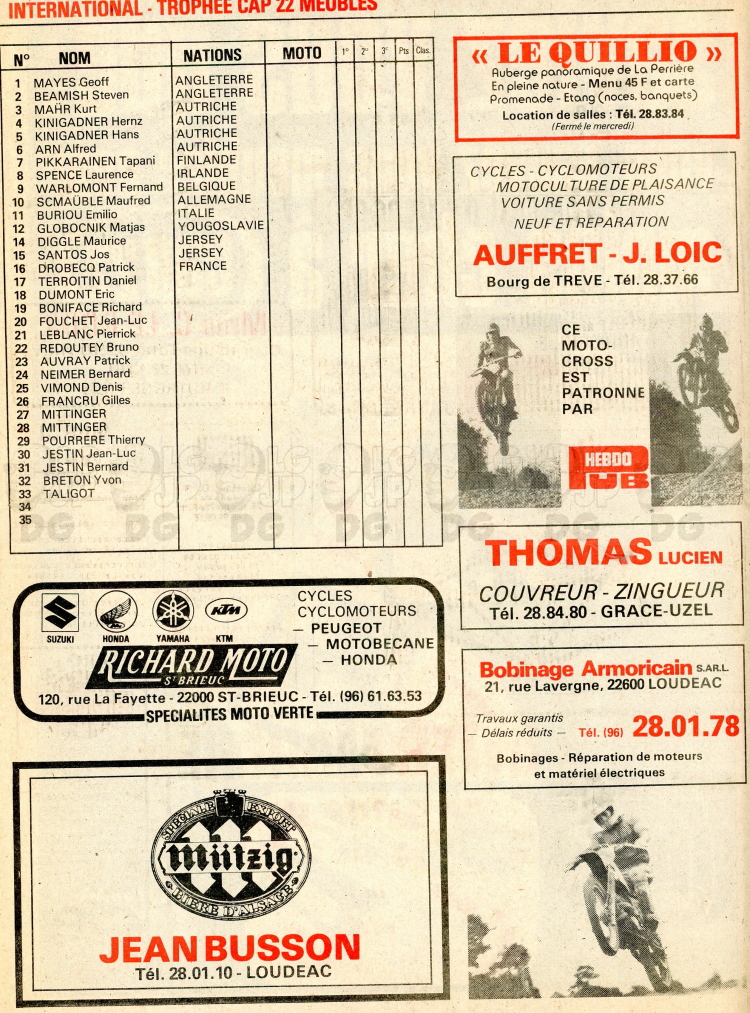 INTERNATIONAL - TROPHEE CAP 22 MEUBLES
N° NOM NATIONS MOTO 1° 2° 3° Pts Clas.
1 MAYES Geoff ANGLETERRE
2 BEAMISH Steven ANGLETERRE
3 MAHR Kurt AUTRICHE
4 KINIGADNER Hernz AUTRICHE
5 KINIGADNER Hans AUTRICHE
6 ARN Alfred AUTRICHE
7 PIKKARAINEN Tapani FINLANDE
8 SPENCE Laurence IRLANDE
9 WARLOMONT Fernand BELGIQUE
10 SCMAÜBLE Maufred ALLEMAGNE
11 BURIOU Emilio ITALIE
12 GLOBOCNIK Matjas YOUGOSLAVIE
14 DIGGLE Maurice JERSEY
15 SANTOS Jos JERSEY
16 DROBECQ Patrick FRANCE
17 TERROITIN Daniel
18 DUMONT Eric
19 BONIFACE Richard
20 FOUCHET Jean-Luc
21 LEBLANC Pierrick
22 REDOUTEY Bruno
23 AUVRAY Patrick
24 NEIMER Bernard
25 VIMOND Denis
26 FRANCRU Gilles
27 MITTINGER
28 MITTINGER
29 POURRERE Thierry
30 JESTIN Jean-Luc
31 JESTIN Bernard
32 BRETON Yvon
33 TALIGOT
34
35
« LE QUILLIO »
Auberge panoramique de La Perrière
En pleine nature - Menu 45 F et carte
Promenade - Etang (noces, banquets)
Location de salles : Tél. 28.83.84
(Fermé le mercredi)
CYCLES - CYCLOMOTEURS
MOTOCULTURE DE PLAISANCE
VOITURE SANS PERMIS
NEUF ET REPARATION
AUFFRET - J. LOIC
Bourg de TREVE - Tél. 28.37.66
CE
MOTO-
CROSS
EST
PATRONNE
PAR
HEBDO
PUB
THOMAS LUCIEN
COUVREUR - ZINGUEUR
Tél. 28.84.80 - GRACE-UZEL
SUZUKI HONDA YAMAHA KTM
KTM
CYCLES
CYCLOMOTEURS
— PEUGEOT
— MOTOBECANE
— HONDA
RICHARD MOTO
ST BRIEUC
120, rue La Fayette - 22000 ST-BRIEUC - Tél. (96) 61.63.53
SPECIALITES MOTO VERTE
Bobinage Armoricain S.A.R.L.
21, rue Lavergne, 22600 LOUDEAC
Travaux garantis
— Délais réduits — Tél. (96) 28.01.78
Bobinages - Réparation de moteurs
et matériel électriques
SPECIALE EXPORT
Mützig
BIERE D'ALSACE
JEAN BUSSON
Tél. 28.01.10 - LOUDEAC